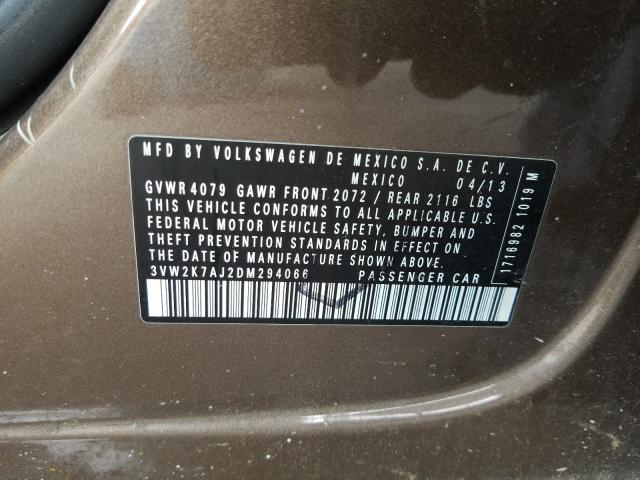 MFD BY VOLKSWAGEN DE MEXICO S.A. DE C.V.
MEXICO 04/13
GVWR 4079 GAWR FRONT 2072 / REAR 2116 LBS
THIS VEHICLE CONFORMS TO ALL APPLICABLE U.S.
FEDERAL MOTOR VEHICLE SAFETY, BUMPER AND
THEFT PREVENTION STANDARDS IN EFFECT ON
THE DATE OF MANUFACTURE SHOWN ABOVE.
3VW2K7AJ2DM294066 PASSENGER CAR
1716982 1019 M